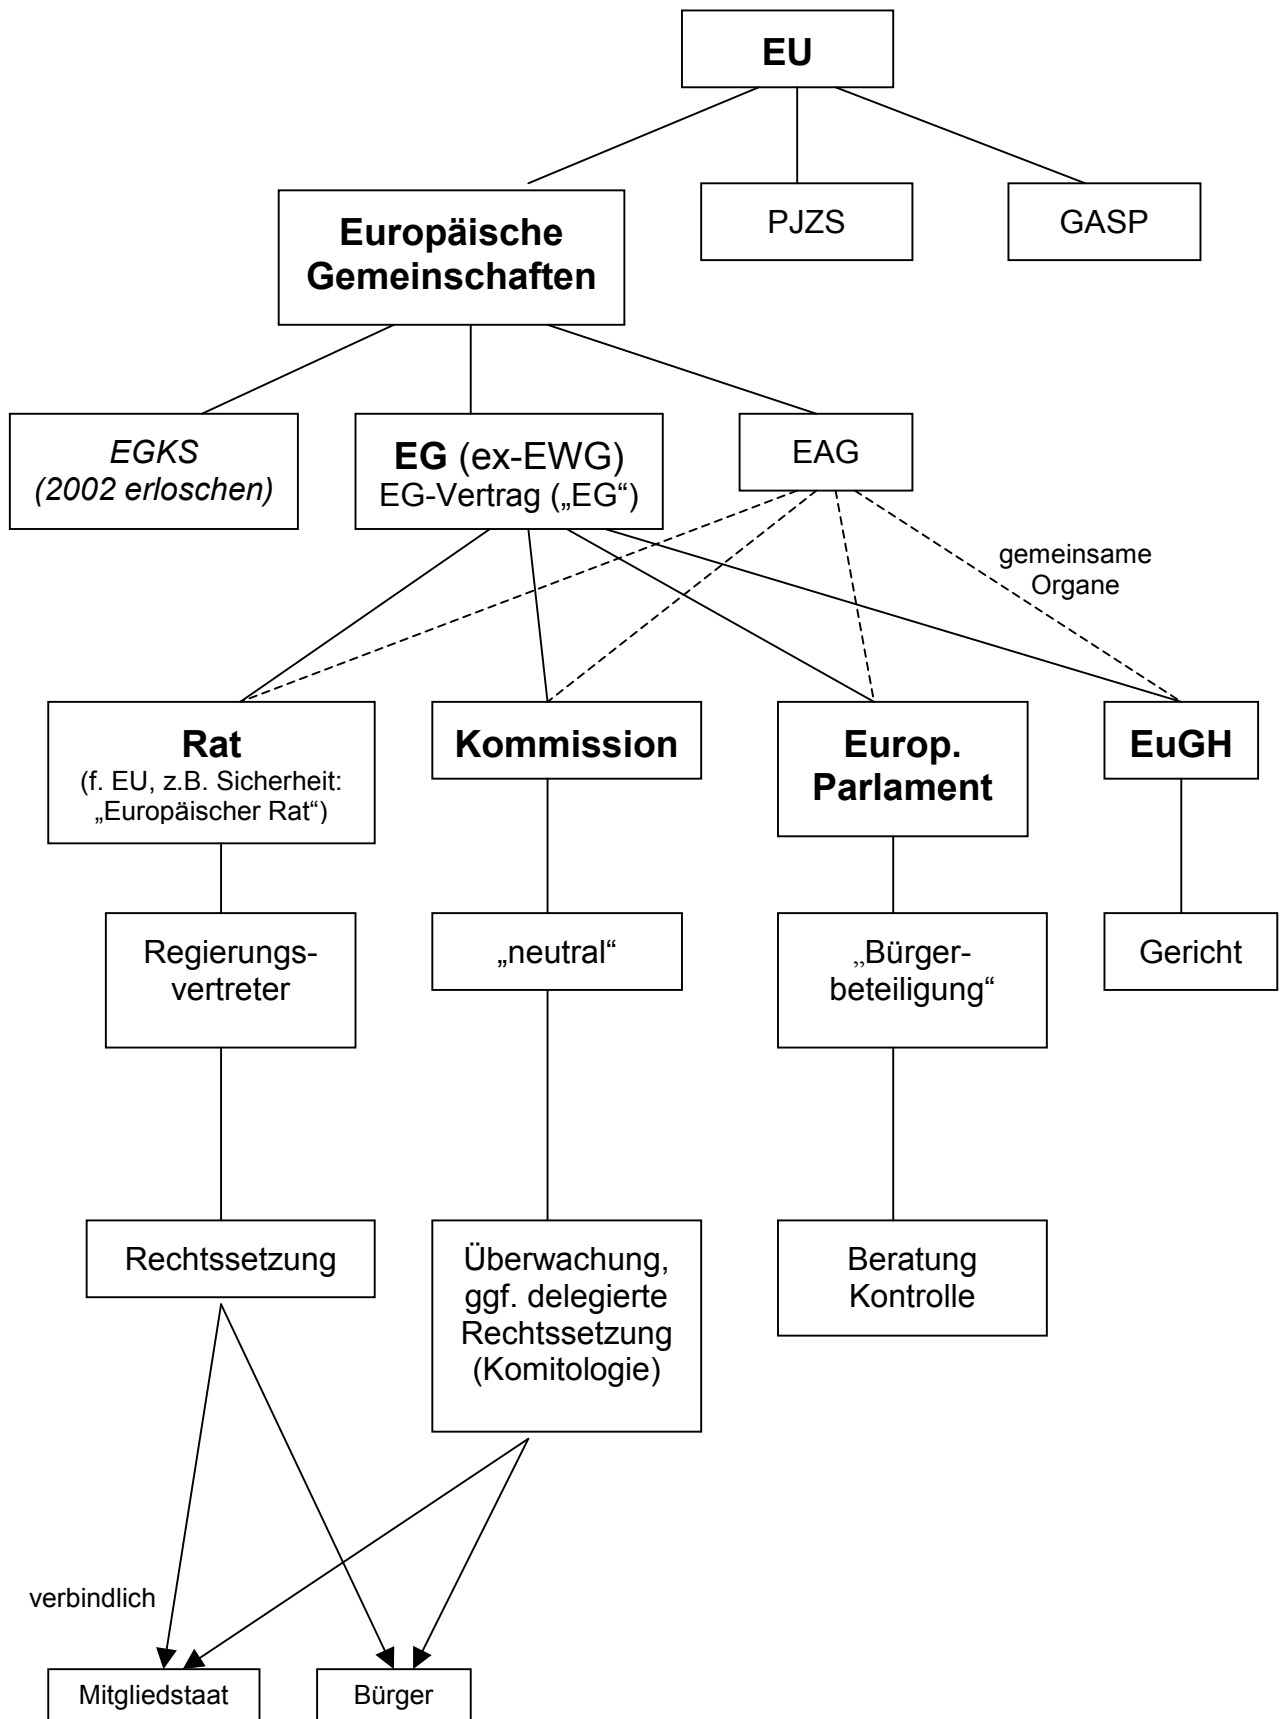 EU
Europäische
Gemeinschaften
PJZS
GASP
EGKS
(2002 erloschen)
EG (ex-EWG)
EG-Vertrag („EG“)
EAG
gemeinsame
Organe
Rat
(f. EU, z.B. Sicherheit:
„Europäischer Rat“)
Kommission
Europ.
Parlament
EuGH
Regierungs-
vertreter
„neutral“
„Bürger-
beteiligung“
Gericht
Rechtssetzung
Überwachung,
ggf. delegierte
Rechtssetzung
(Komitologie)
Beratung
Kontrolle
verbindlich
Mitgliedstaat
Bürger